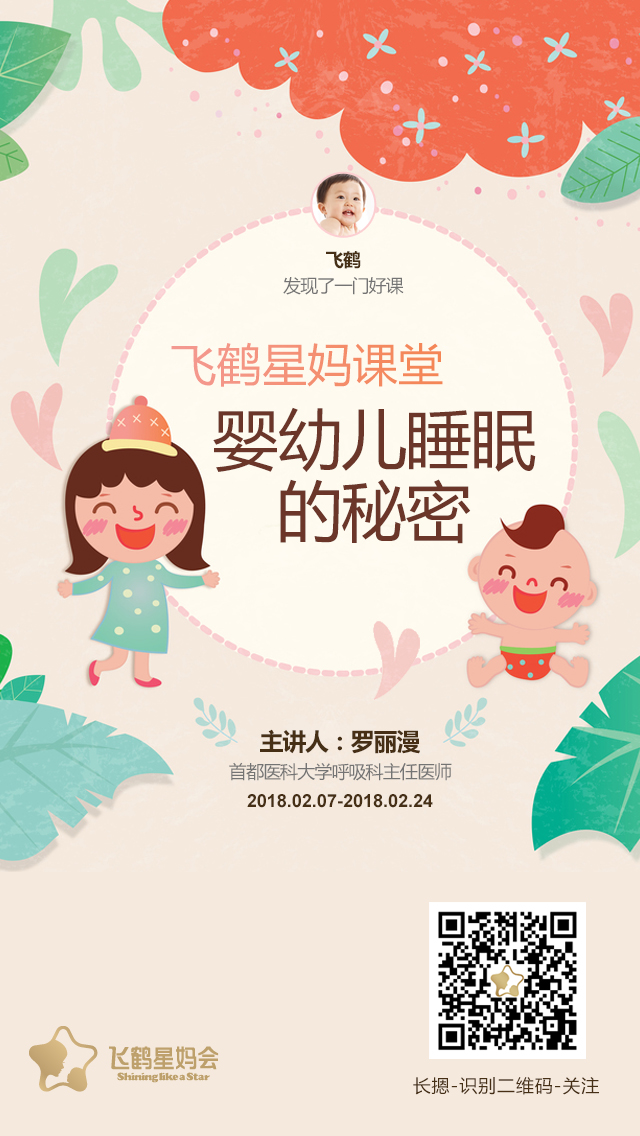 飞鹤
发现了一门好课
飞鹤星妈课堂
婴幼儿睡眠
的秘密
主讲人：罗丽漫
首都医科大学呼吸科主任医师
2018.02.07-2018.02.24
飞鹤星妈会
Shining like a Star
长摁-识别二维码-关注